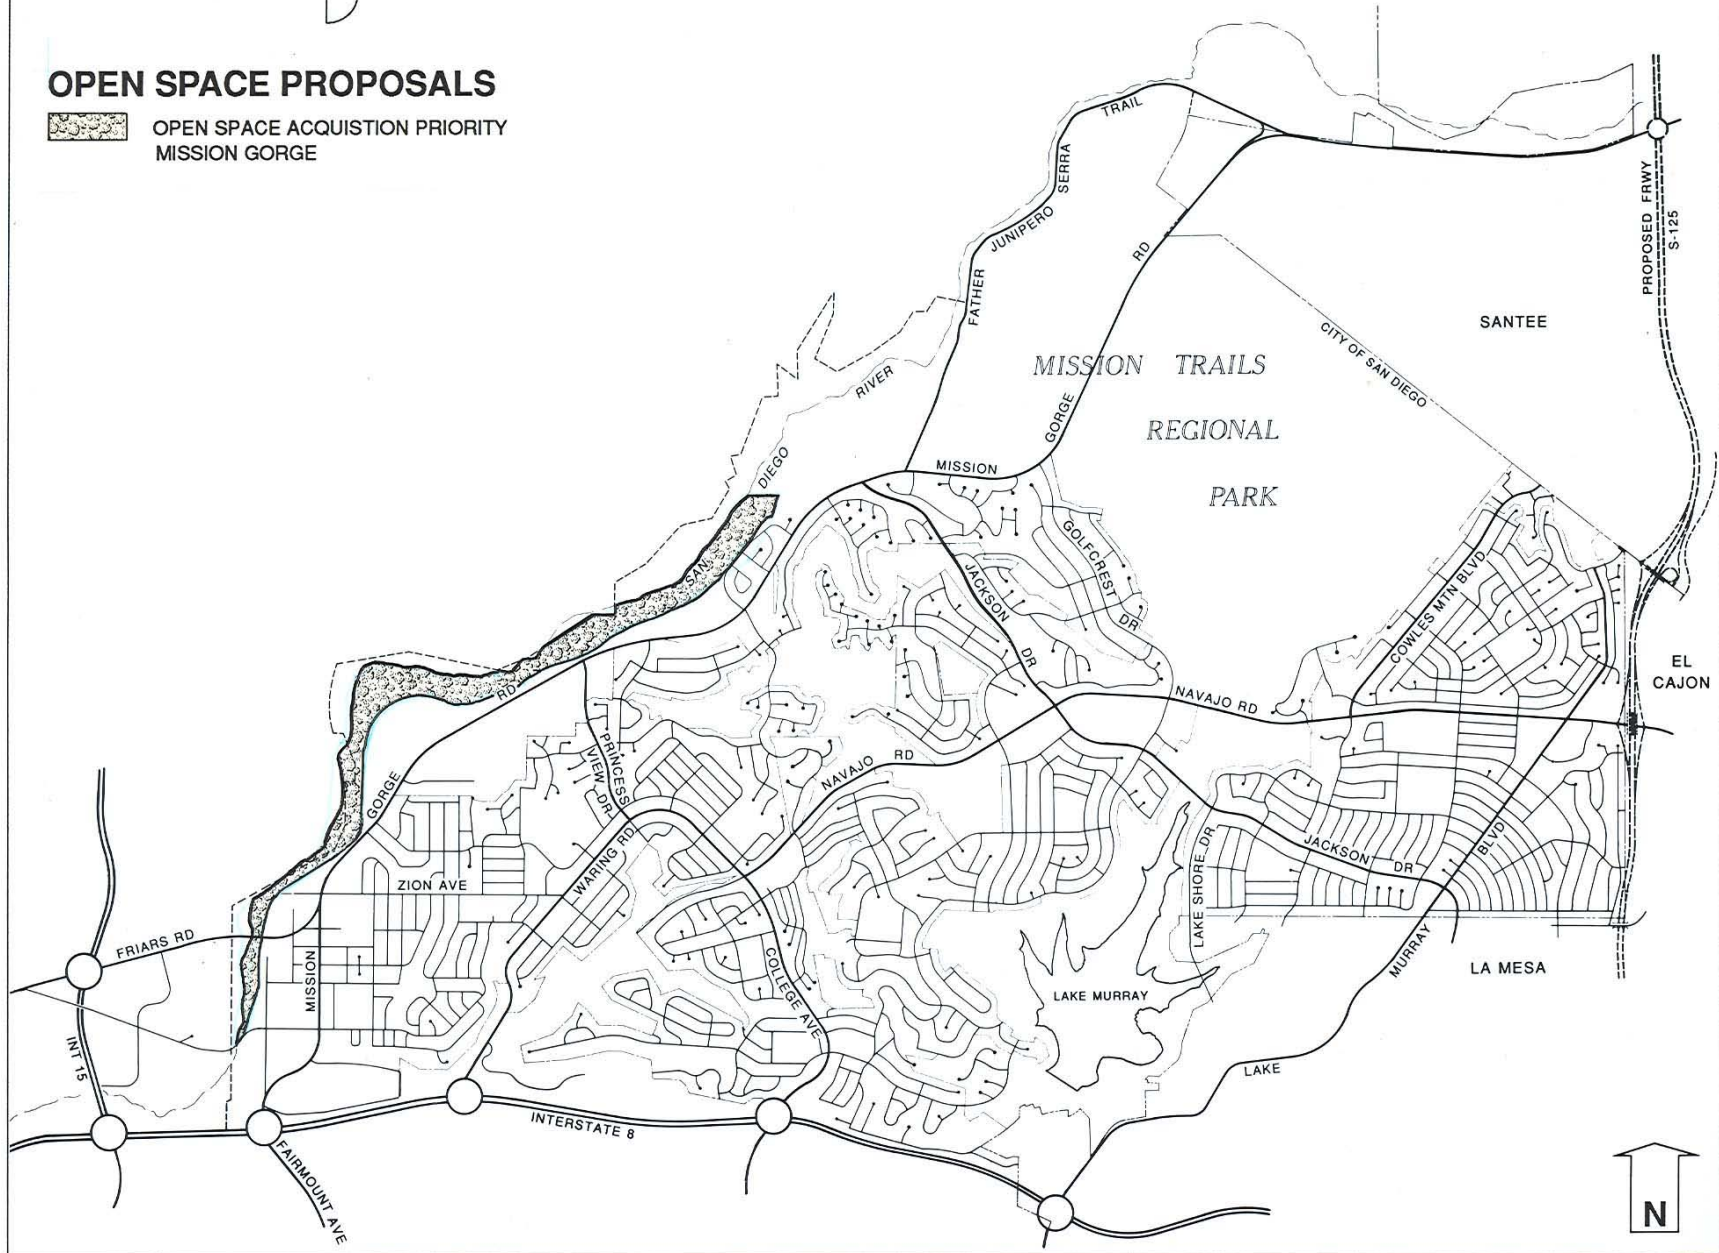 OPEN SPACE PROPOSALS
OPEN SPACE ACQUISTION PRIORITY
MISSION GORGE
TRAIL
SERRA
JUNIPERO
FATHER
RD
GORGE
MISSION
PROPOSED FRWY
S-125
SANTEE
CITY OF SAN DIEGO
MISSION TRAILS
REGIONAL
PARK
RIVER
DIEGO
SAN
GOLFCREST
DR
JACKSON
DR
COWLES MTN BLVD
EL
CAJON
NAVAJO RD
RD
GORGE
PRINCESS
VIEW DR
NAVAJO RD
WARING RD
ZION AVE
LAKE SHORE DR
JACKSON DR
BLVD
MURRAY
LAKE
LA MESA
FRIARS RD
MISSION
COLLEGE AVE
LAKE MURRAY
INT 15
INTERSTATE 8
FAIRMOUNT AVE
N